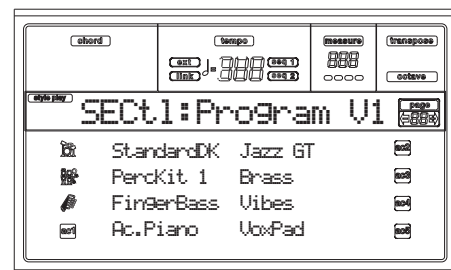 chord tempo measure transpose
ext seq 1
link seq 2
octave
style play SECtl:Program V1 page
StandardDK Jazz GT acc2
PercKit 1 Brass acc3
FingerBass Vibes acc4
acc1 Ac.Piano VoxPad acc5